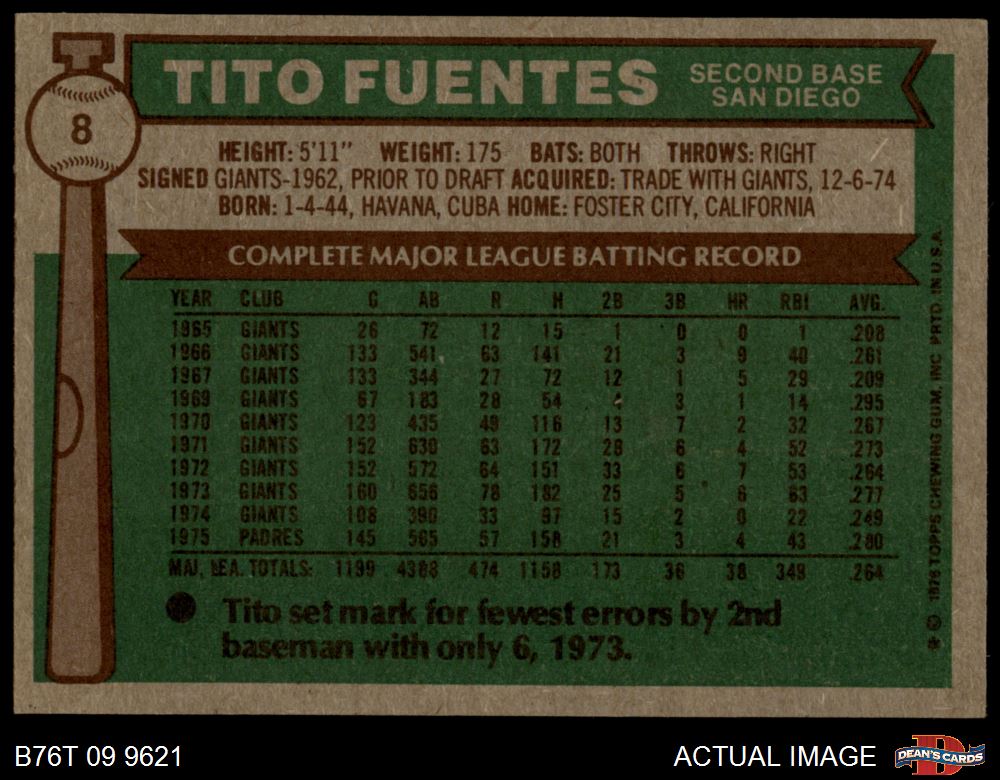 8
TITO FUENTES
SECOND BASE
SAN DIEGO
HEIGHT: 5'11" WEIGHT: 175 BATS: BOTH THROWS: RIGHT
SIGNED GIANTS-1962, PRIOR TO DRAFT ACQUIRED: TRADE WITH GIANTS, 12-6-74
BORN: 1-4-44, HAVANA, CUBA HOME: FOSTER CITY, CALIFORNIA
COMPLETE MAJOR LEAGUE BATTING RECORD
YEAR CLUB G AB R H 2B 3B HR RBI AVG.
1965 GIANTS 26 72 12 15 1 0 0 1 .208
1966 GIANTS 133 541 63 141 21 3 9 40 .261
1967 GIANTS 133 344 27 72 12 1 5 29 .209
1969 GIANTS 67 183 28 54 4 3 1 14 .295
1970 GIANTS 123 435 49 116 13 7 2 32 .267
1971 GIANTS 152 630 63 172 28 6 4 52 .273
1972 GIANTS 152 572 64 151 33 6 7 53 .264
1973 GIANTS 160 656 78 182 25 5 6 63 .277
1974 GIANTS 108 390 33 97 15 2 0 22 .249
1975 PADRES 145 565 57 158 21 3 4 43 .280
MAJ. LEA. TOTALS: 1199 4388 474 1158 173 36 38 349 .264
Tito set mark for fewest errors by 2nd
baseman with only 6, 1973.
* © 1976 TOPPS CHEWING GUM, INC PRTD. IN U.S.A.
B76T 09 9621
ACTUAL IMAGE
D
DEAN'S CARDS